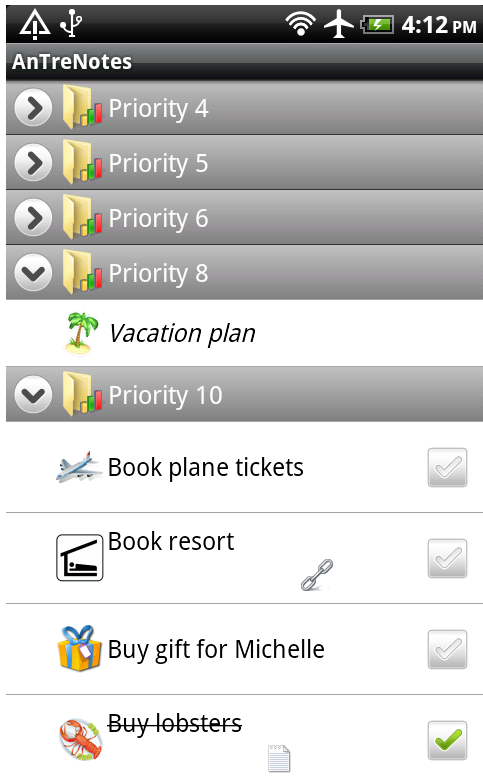 4:12 PM
AnTreNotes
Priority 4
Priority 5
Priority 6
Priority 8
Vacation plan
Priority 10
Book plane tickets
Book resort
Buy gift for Michelle
Buy lobsters